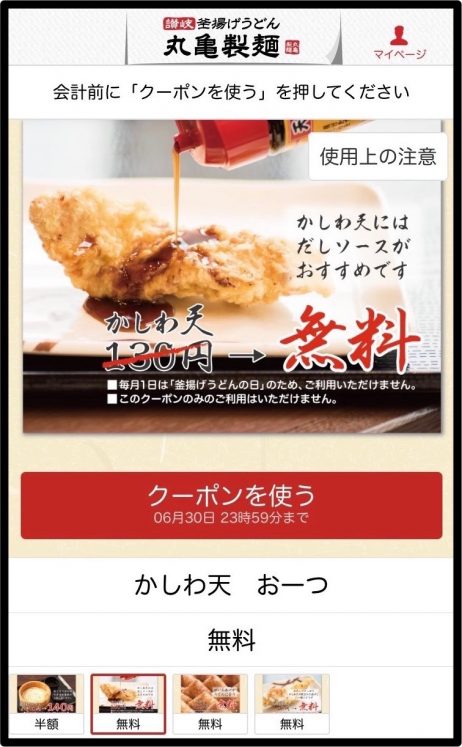 讃岐 釜揚げうどん
丸亀製麺
マイページ
会計前に「クーポンを使う」を押してください
使用上の注意
かしわ天には
だしソースが
おすすめです
かしわ天
130円 → 無料
■毎月1日は「釜揚げうどんの日」のため、ご利用いただけません。
■このクーポンのみのご利用はいただけません。
クーポンを使う
06月30日 23時59分まで
かしわ天 おーつ
無料
半額
無料
無料
無料